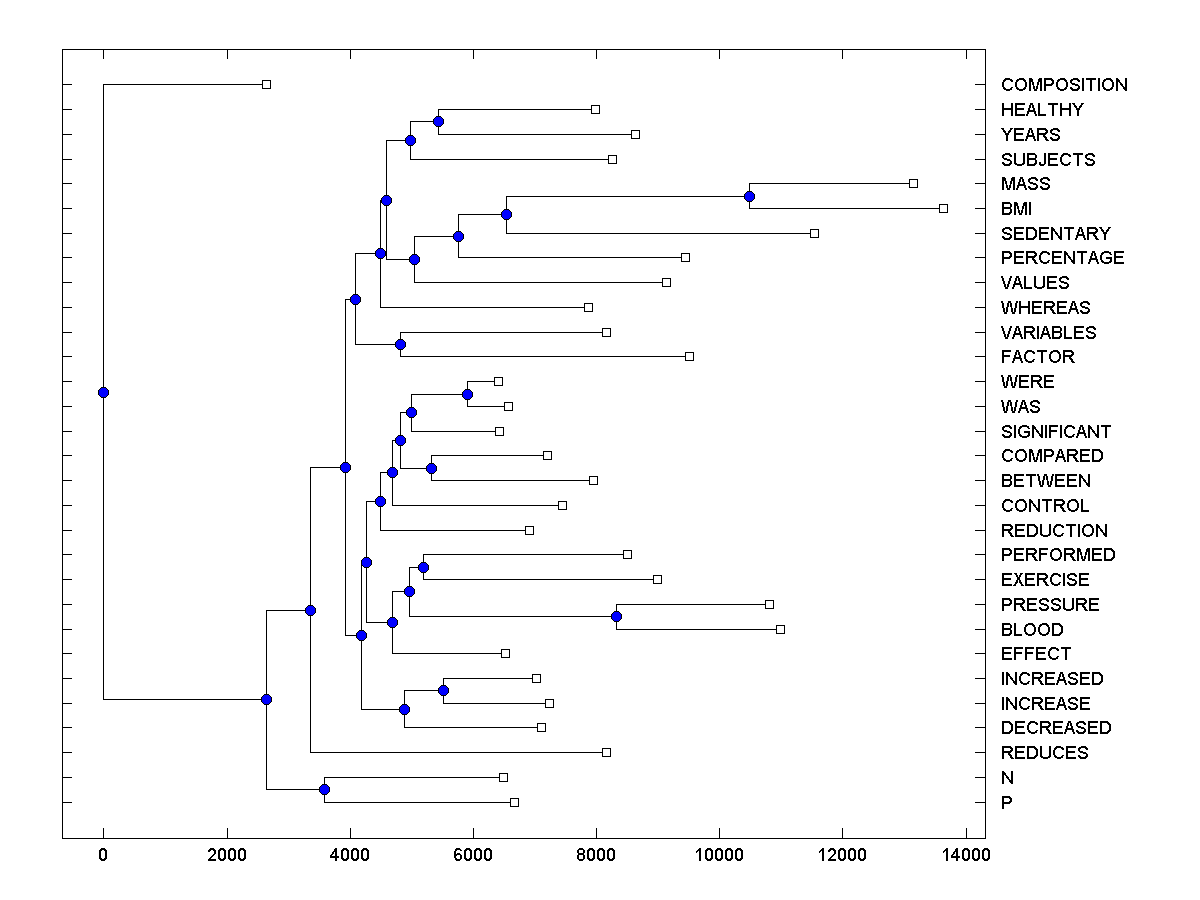 COMPOSITION
HEALTHY
YEARS
SUBJECTS
MASS
BMI
SEDENTARY
PERCENTAGE
VALUES
WHEREAS
VARIABLES
FACTOR
WERE
WAS
SIGNIFICANT
COMPARED
BETWEEN
CONTROL
REDUCTION
PERFORMED
EXERCISE
PRESSURE
BLOOD
EFFECT
INCREASED
INCREASE
DECREASED
REDUCES
N
P
0 2000 4000 6000 8000 10000 12000 14000